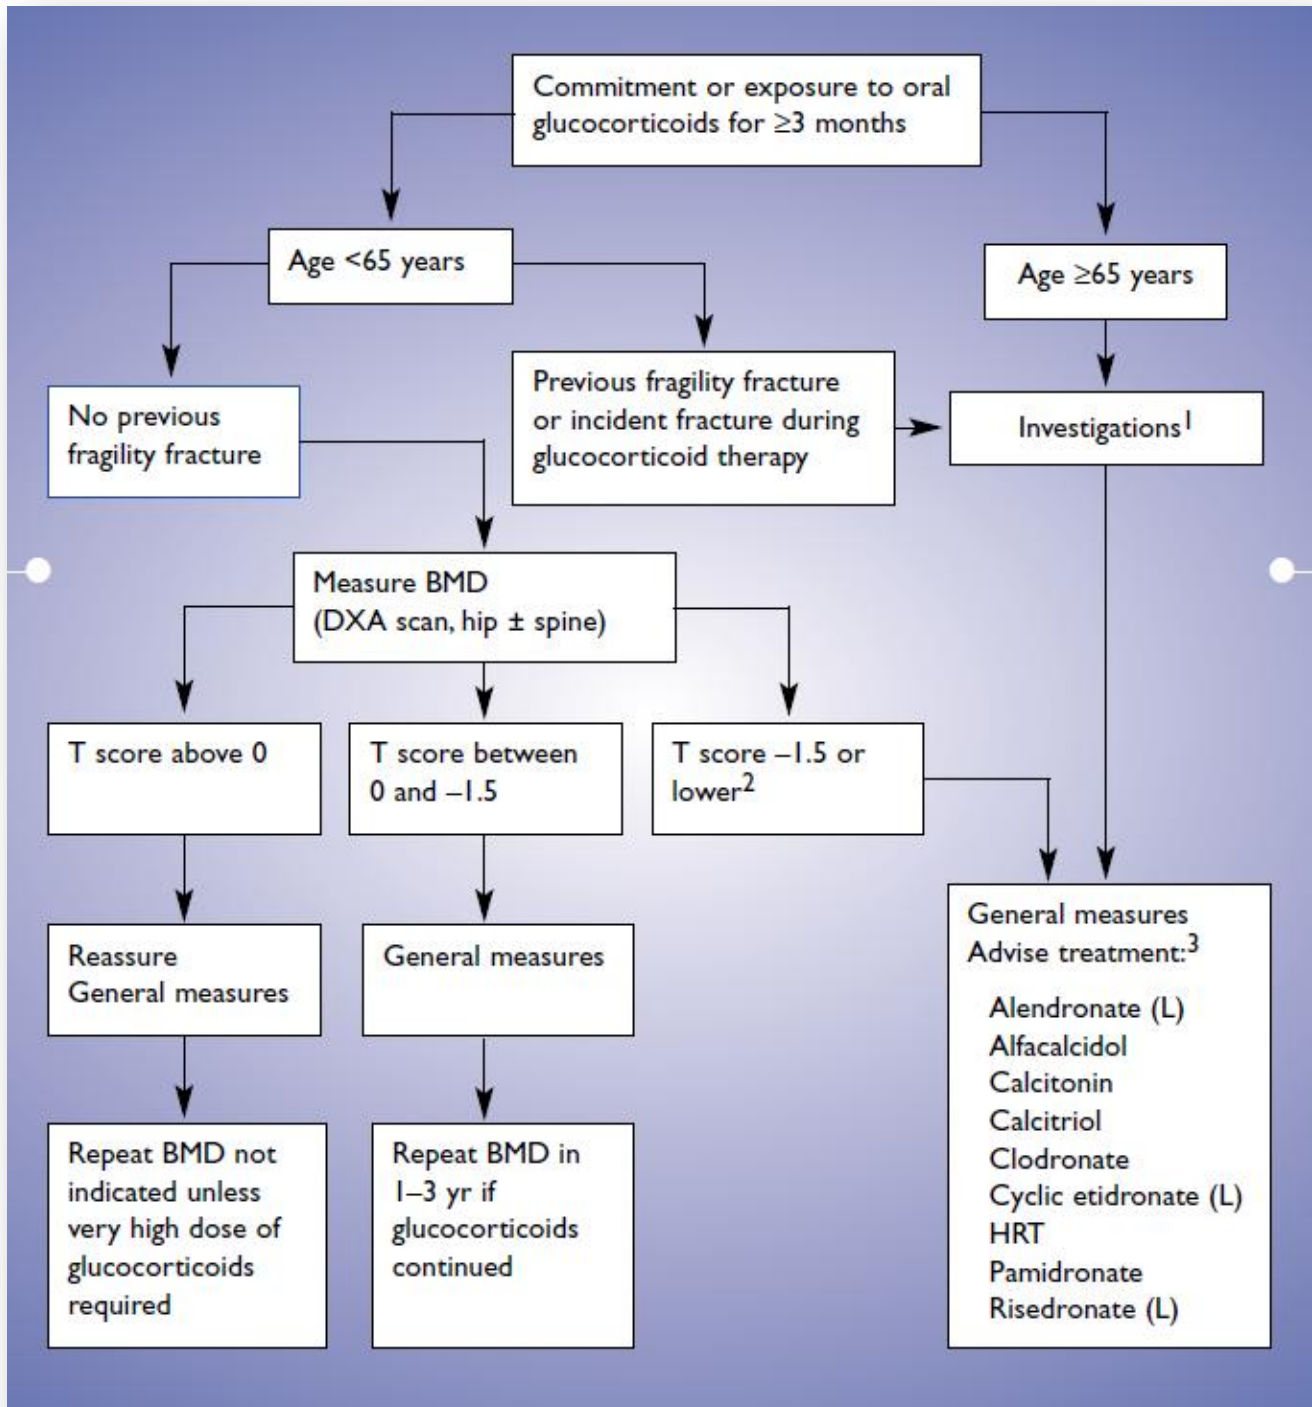 Commitment or exposure to oral
glucocorticoids for ≥3 months
Age <65 years
Age ≥65 years
No previous
fragility fracture
Previous fragility fracture
or incident fracture during
glucocorticoid therapy
Investigations1
Measure BMD
(DXA scan, hip ± spine)
T score above 0
T score between
0 and –1.5
T score –1.5 or
lower2
Reassure
General measures
General measures
General measures
Advise treatment:3
Alendronate (L)
Alfacalcidol
Calcitonin
Calcitriol
Clodronate
Cyclic etidronate (L)
HRT
Pamidronate
Risedronate (L)
Repeat BMD not
indicated unless
very high dose of
glucocorticoids
required
Repeat BMD in
1–3 yr if
glucocorticoids
continued